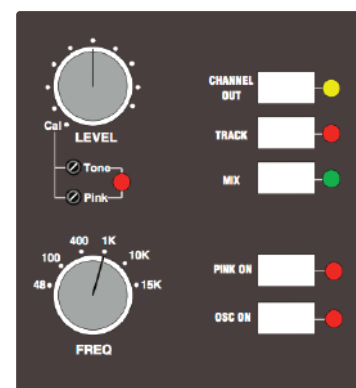 CHANNEL
OUT
Cal
LEVEL
TRACK
Tone
Pink
MIX
400 1K
100 10K
48 15K
PINK ON
OSC ON
FREQ